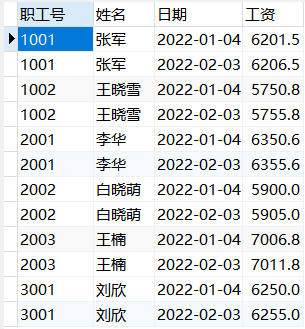 职工号 姓名 日期 工资
1001 张军 2022-01-04 6201.5
1001 张军 2022-02-03 6206.5
1002 王晓雪 2022-01-04 5750.8
1002 王晓雪 2022-02-03 5755.8
2001 李华 2022-01-04 6350.6
2001 李华 2022-02-03 6355.6
2002 白晓萌 2022-01-04 5900.0
2002 白晓萌 2022-02-03 5905.0
2003 王楠 2022-01-04 7006.8
2003 王楠 2022-02-03 7011.8
3001 刘欣 2022-01-04 6250.0
3001 刘欣 2022-02-03 6255.0